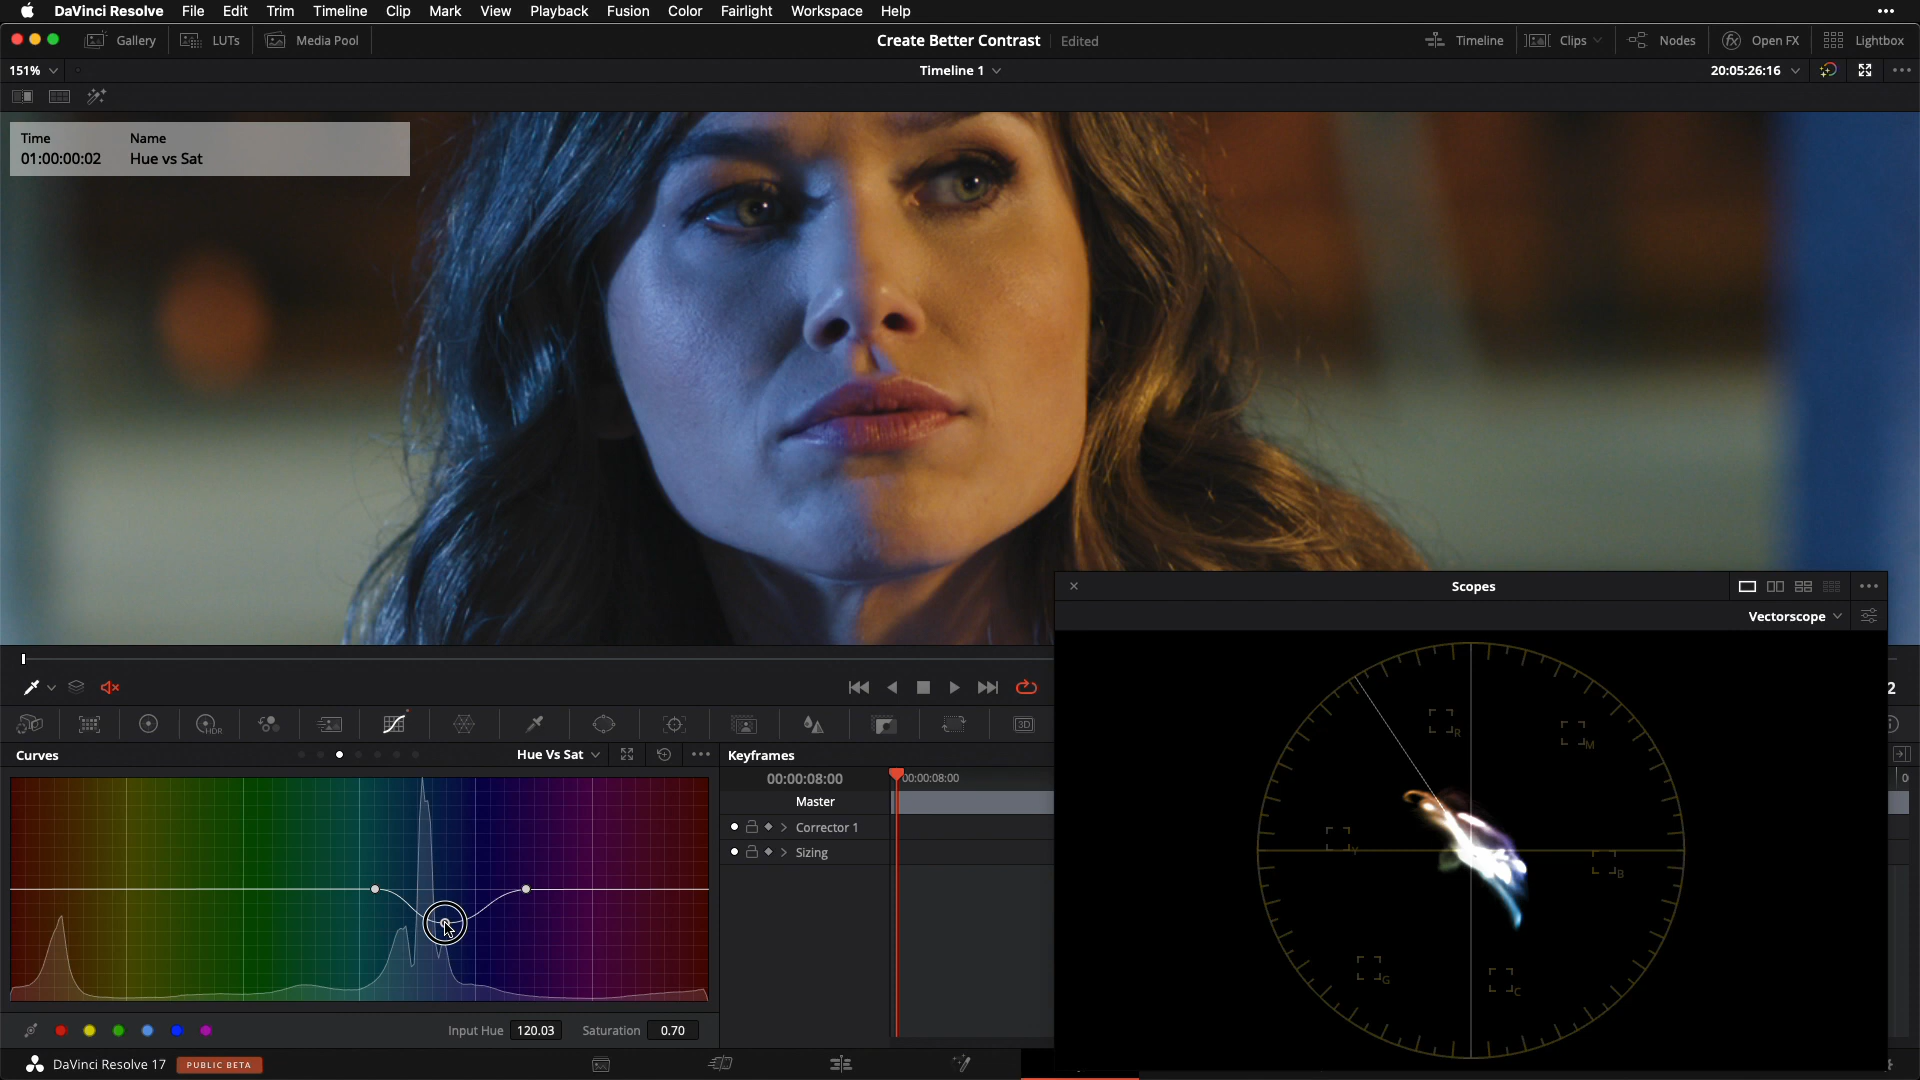 DaVinci Resolve File Edit Trim Timeline Clip Mark View Playback Fusion Color Fairlight Workspace Help
Gallery LUTs Media Pool Create Better Contrast Edited Timeline Clips Nodes Open FX Lightbox
151% Timeline 1 20:05:26:16
Time Name
01:00:00:02 Hue vs Sat
Scopes
Vectorscope
R
M
Y
B
G
C
2
HDR
3D
Curves Hue Vs Sat Keyframes
00:00:08:00 00:00:08:00 0
Master
Corrector 1
Sizing
Input Hue 120.03 Saturation 0.70
DaVinci Resolve 17 PUBLIC BETA